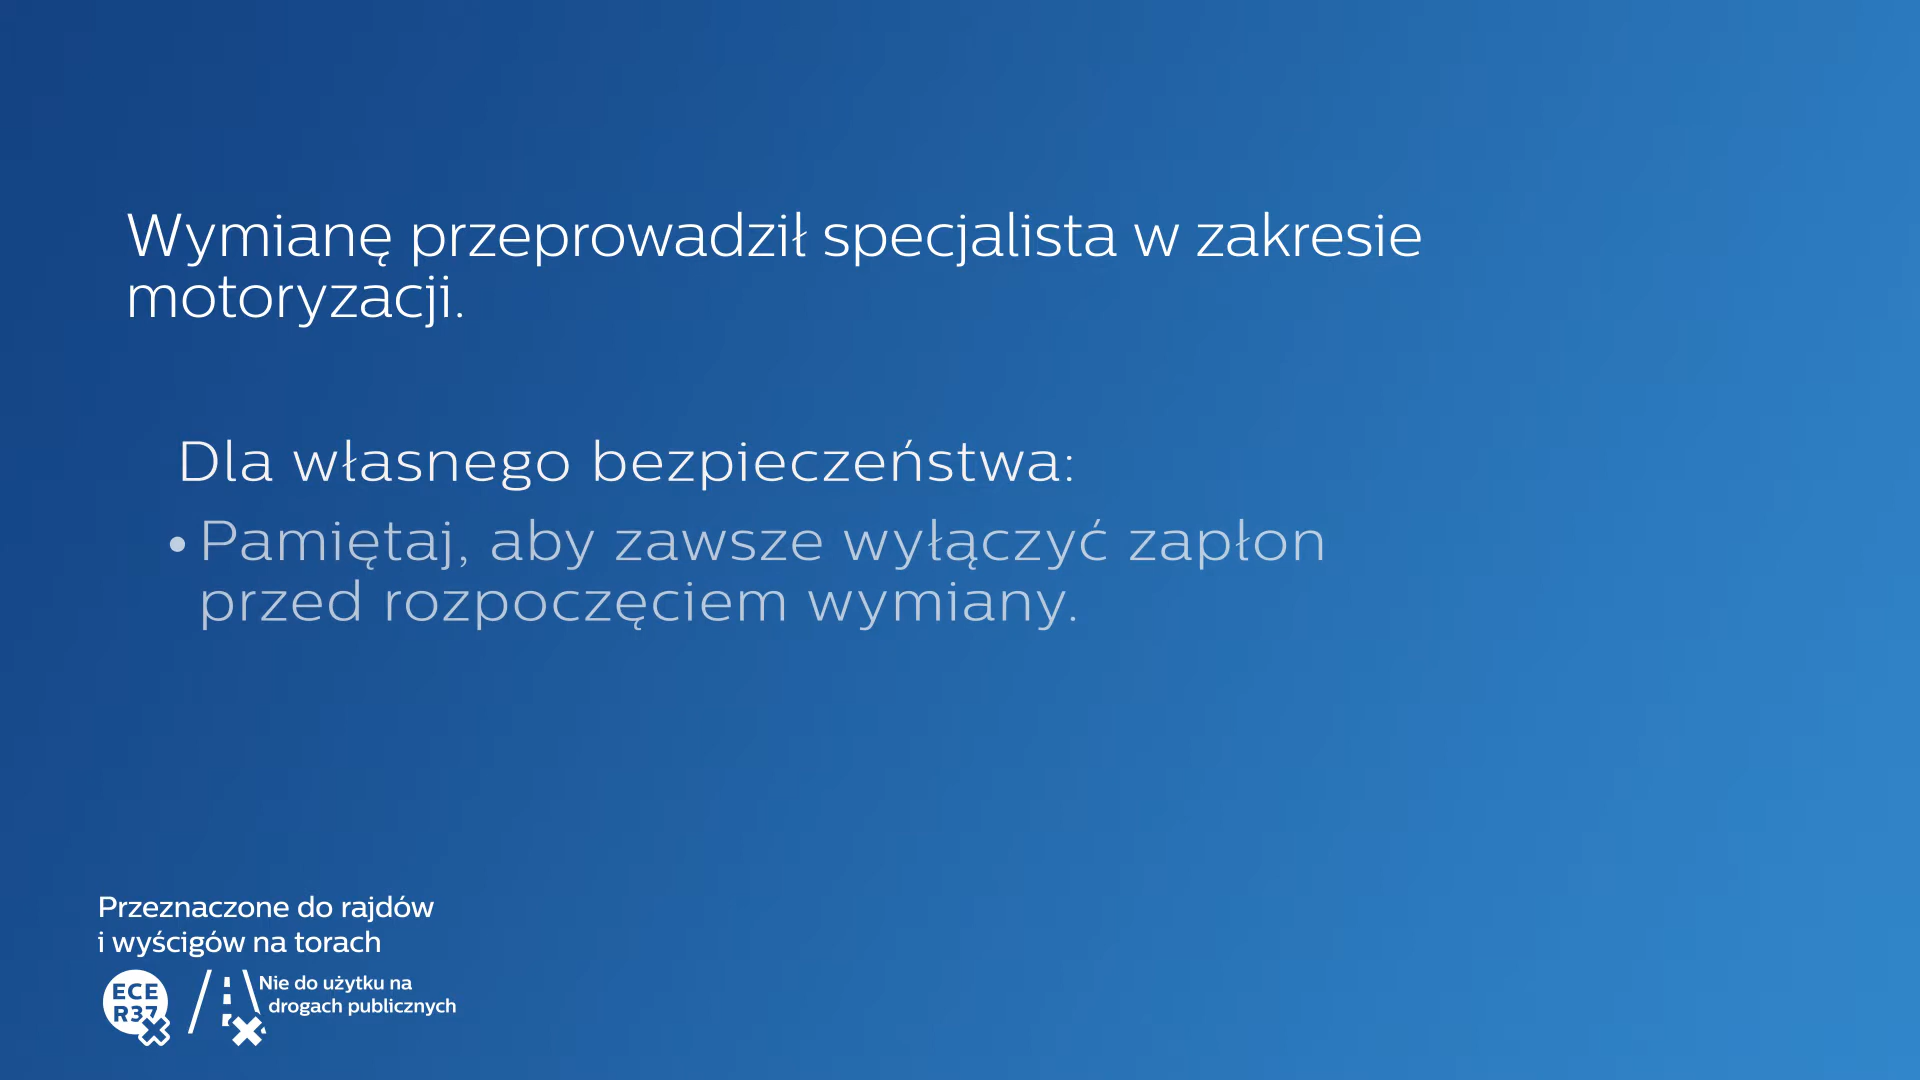 Wymianę przeprowadził specjalista w zakresie
motoryzacji.
Dla własnego bezpieczeństwa:
• Pamiętaj, aby zawsze wyłączyć zapłon
przed rozpoczęciem wymiany.
Przeznaczone do rajdów
i wyścigów na torach
ECE
R37
Nie do użytku na
drogach publicznych